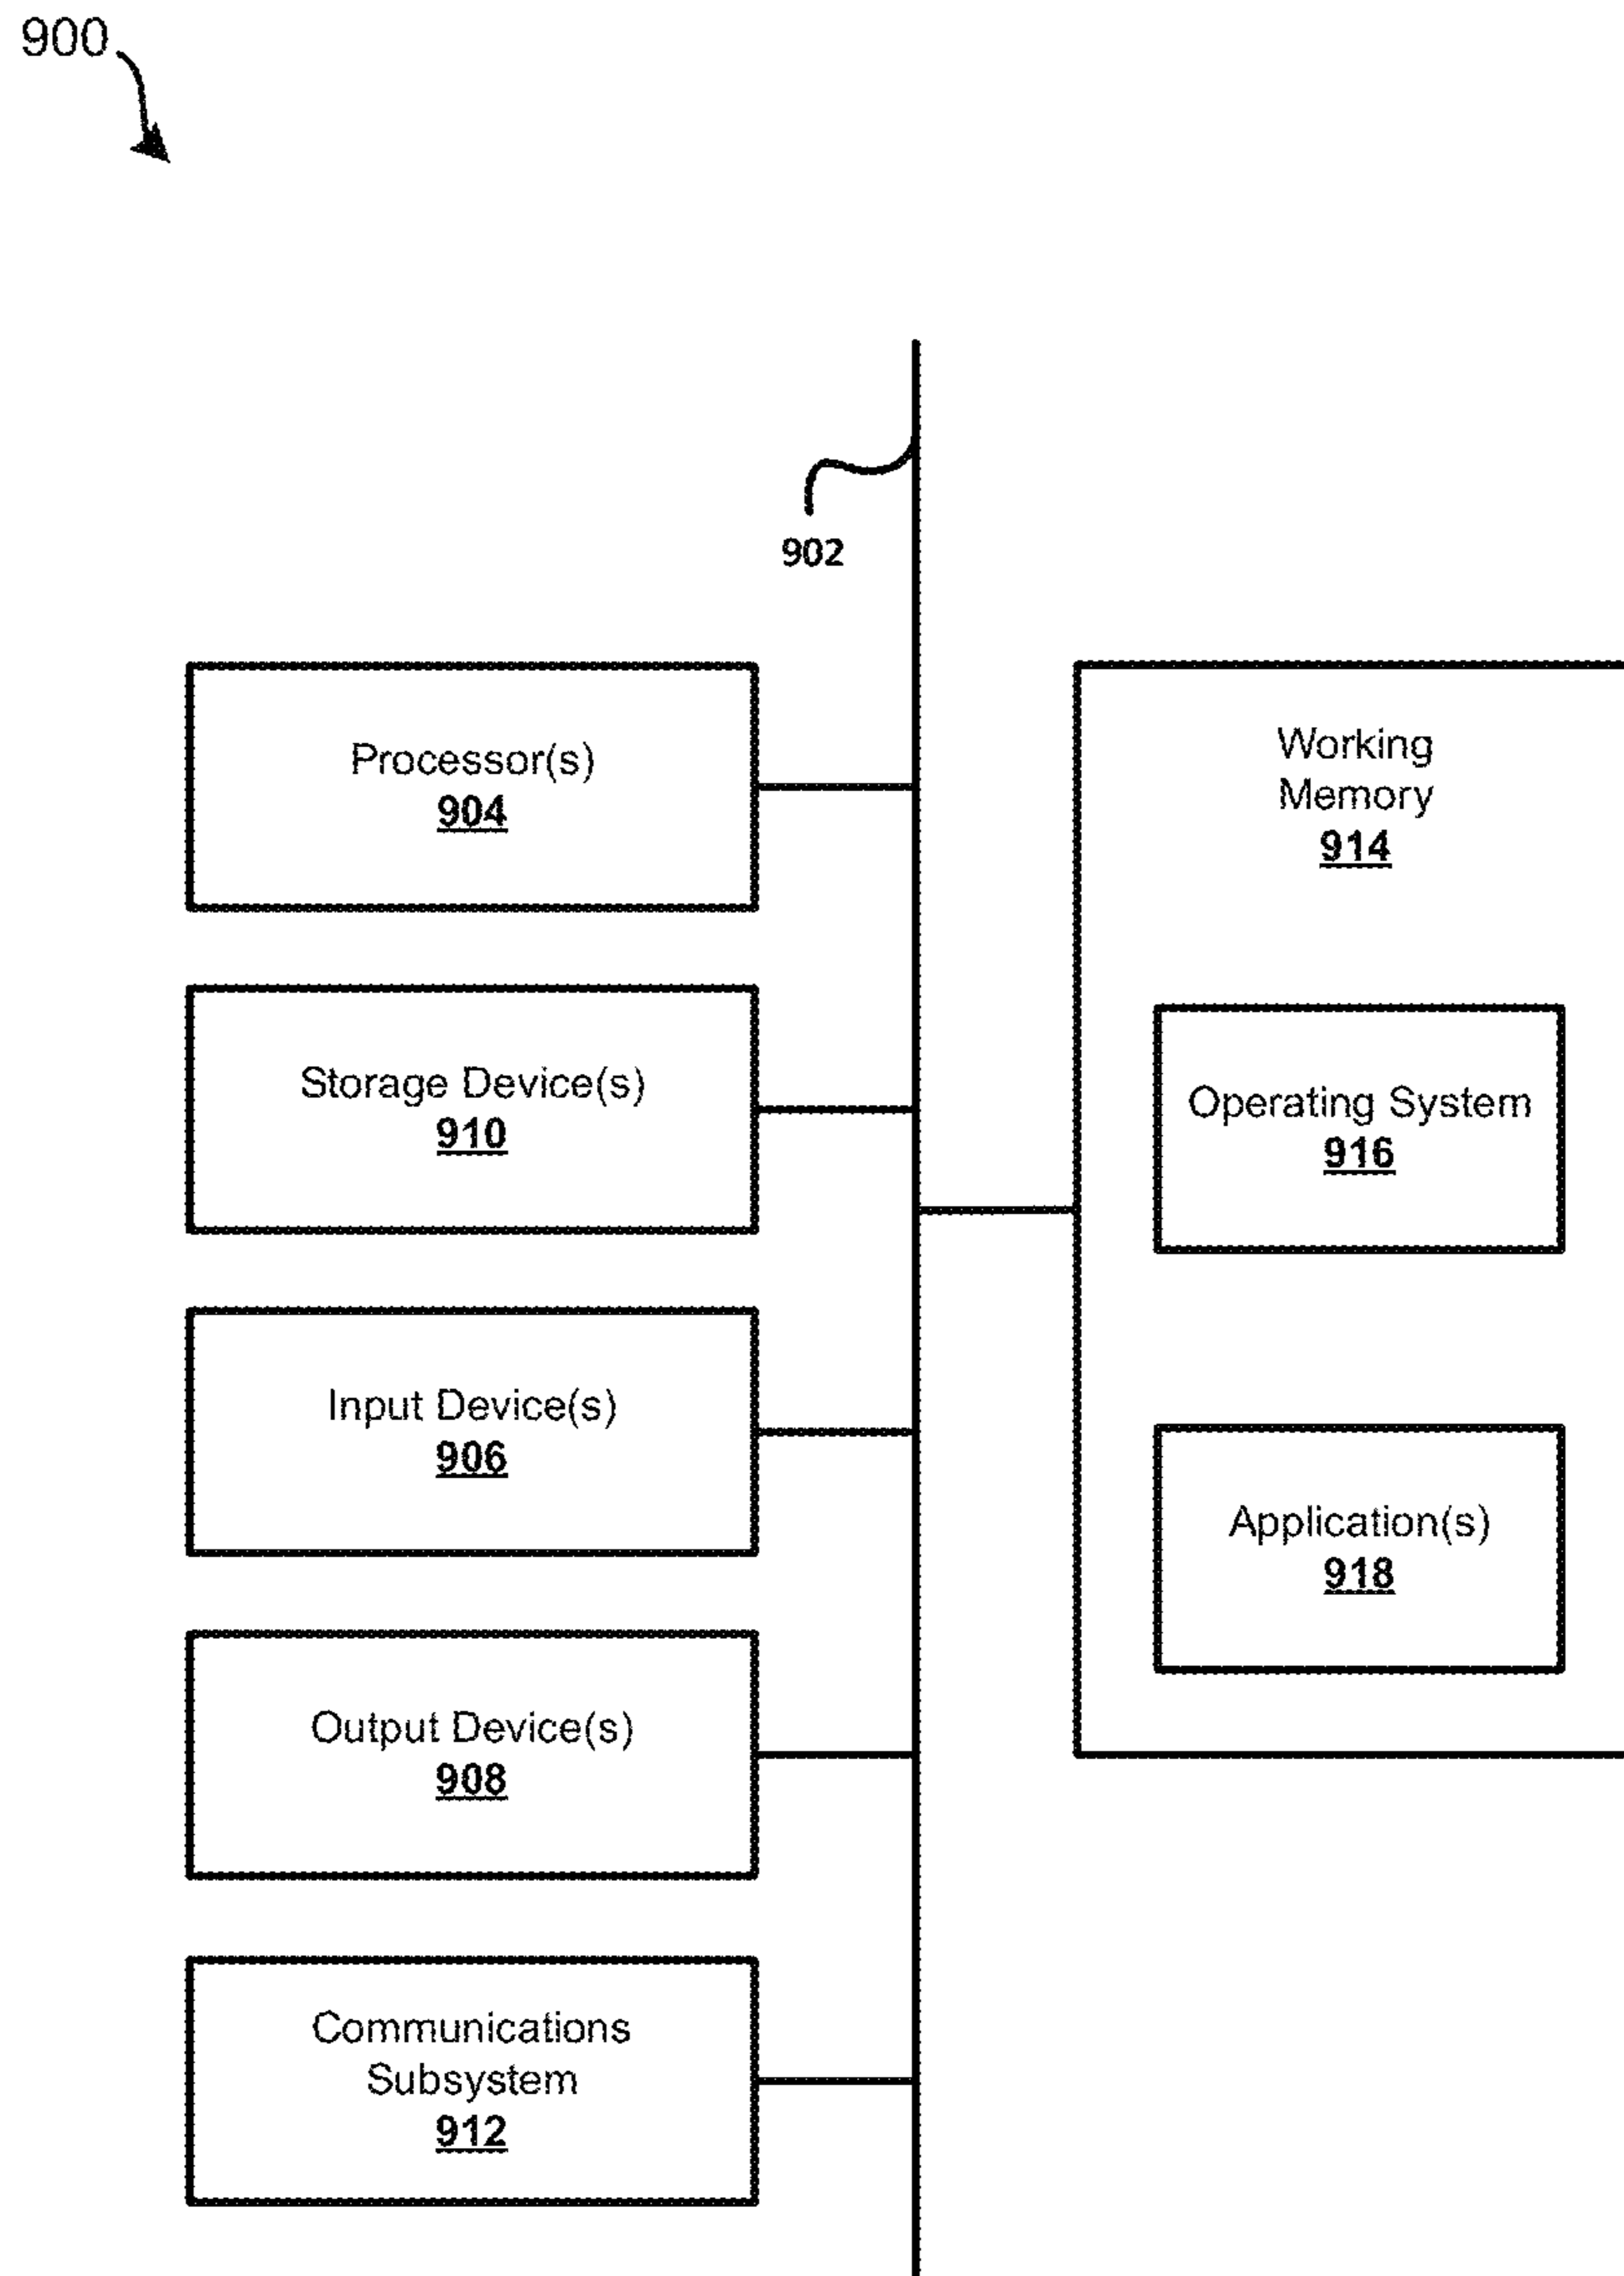 900
902
Processor(s)
904
Storage Device(s)
910
Input Device(s)
906
Output Device(s)
908
Communications
Subsystem
912
Working
Memory
914
Operating System
916
Application(s)
918